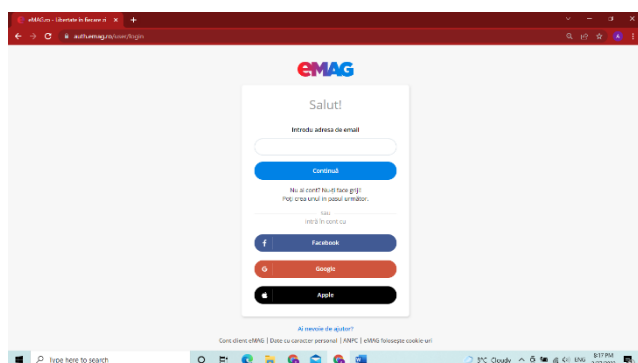 eMAG.ro - Libertate în fiecare zi
auth.emag.ro/user/login
eMAG
Salut!
Introdu adresa de email
Continuă
Nu ai cont? Nu-ți face griji!
Poți crea unul în pasul următor.
sau
intră în cont cu
Facebook
Google
Apple
Ai nevoie de ajutor?
Cont client eMAG | Date cu caracter personal | ANPC | eMAG folosește cookie-uri
Type here to search
5°C Cloudy
ENG
8:17 PM